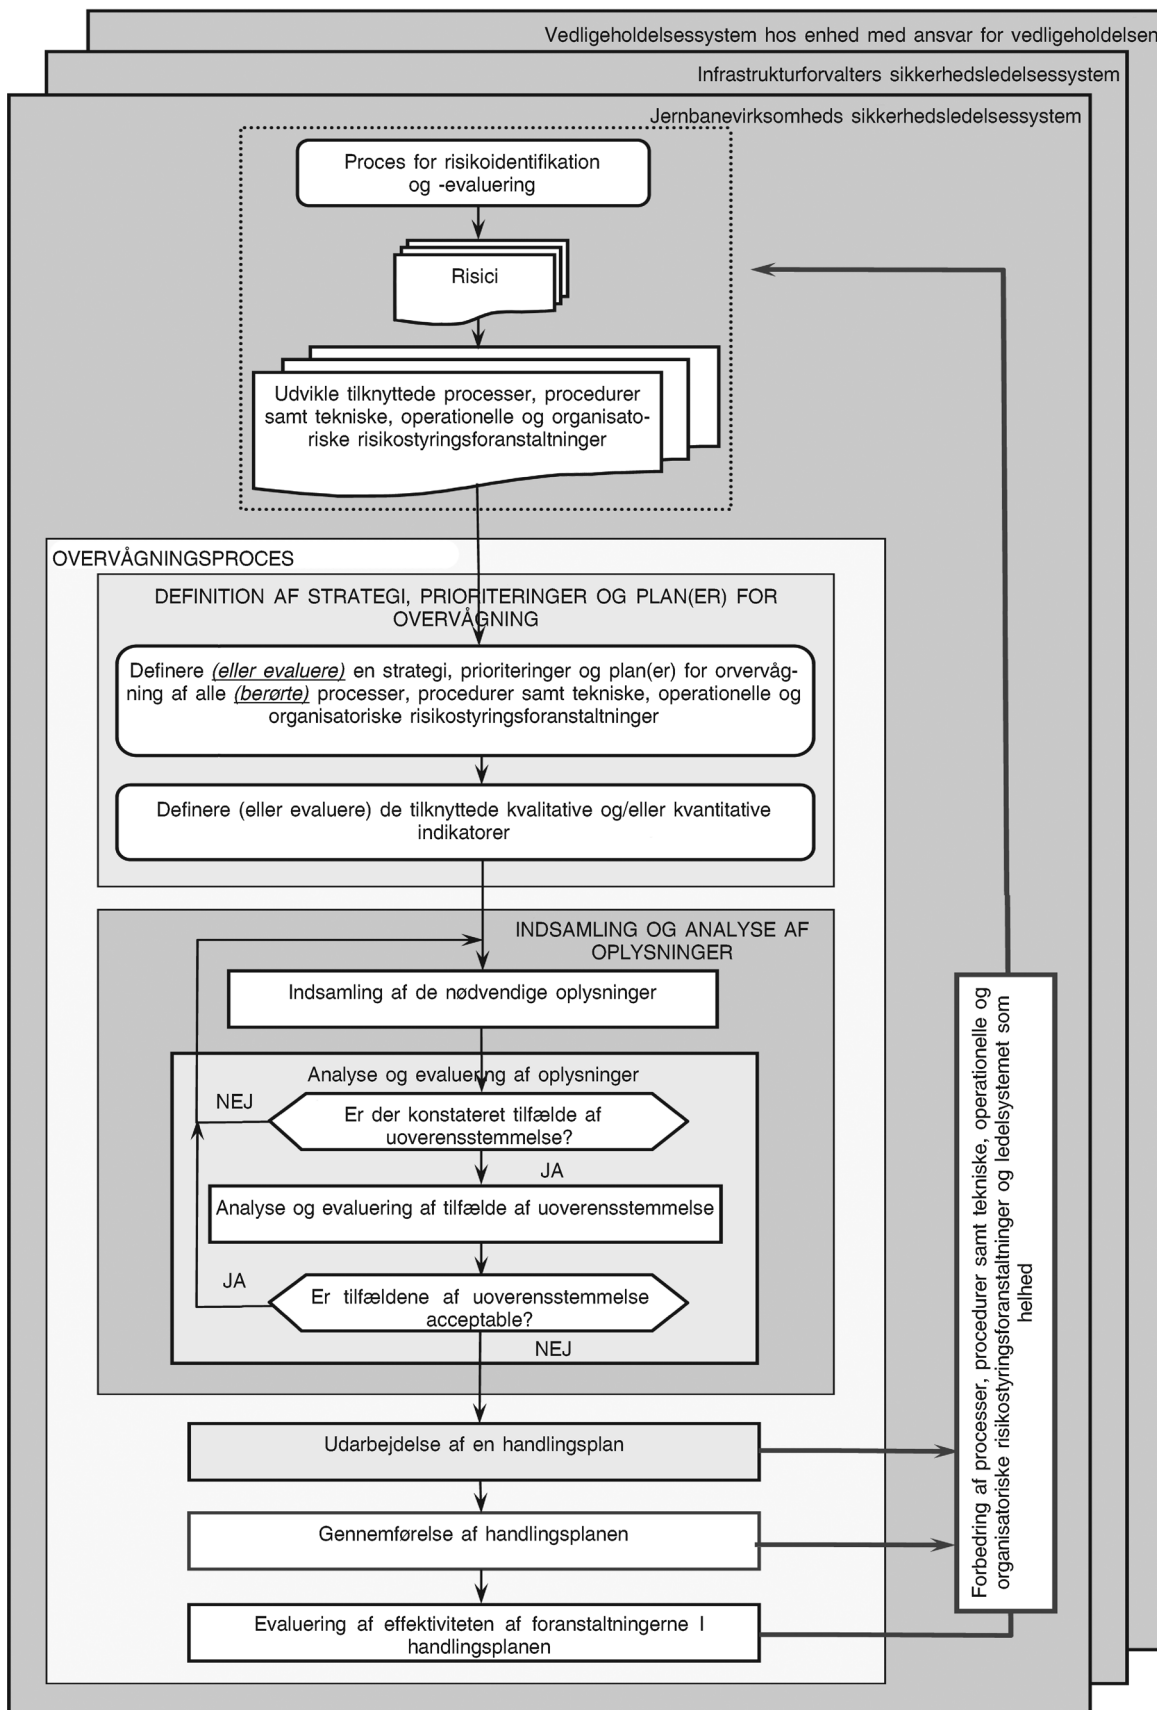 Vedligeholdelsessystem hos enhed med ansvar for vedligeholdelsen
Infrastrukturforvalters sikkerhedsledelsessystem
Jernbanevirksomheds sikkerhedsledelsessystem
Proces for risikoidentifikation
og -evaluering
Risici
Udvikle tilknyttede processer, procedurer
samt tekniske, operationelle og organisato-
riske risikostyringsforanstaltninger
OVERVÅGNINGSPROCES
DEFINITION AF STRATEGI, PRIORITERINGER OG PLAN(ER) FOR
OVERVÅGNING
Definere (eller evaluere) en strategi, prioriteringer og plan(er) for orvervåg-
ning af alle (berørte) processer, procedurer samt tekniske, operationelle og
organisatoriske risikostyringsforanstaltninger
Definere (eller evaluere) de tilknyttede kvalitative og/eller kvantitative
indikatorer
INDSAMLING OG ANALYSE AF
OPLYSNINGER
Indsamling af de nødvendige oplysninger
Analyse og evaluering af oplysninger
NEJ
Er der konstateret tilfælde af
uoverensstemmelse?
JA
Analyse og evaluering af tilfælde af uoverensstemmelse
JA
Er tilfældene af uoverensstemmelse
acceptable?
NEJ
Udarbejdelse af en handlingsplan
Gennemførelse af handlingsplanen
Evaluering af effektiviteten af foranstaltningerne I
handlingsplanen
Forbedring af processer, procedurer samt tekniske, operationelle og
organisatoriske risikostyringsforanstaltninger og ledelsystemet som
helhed